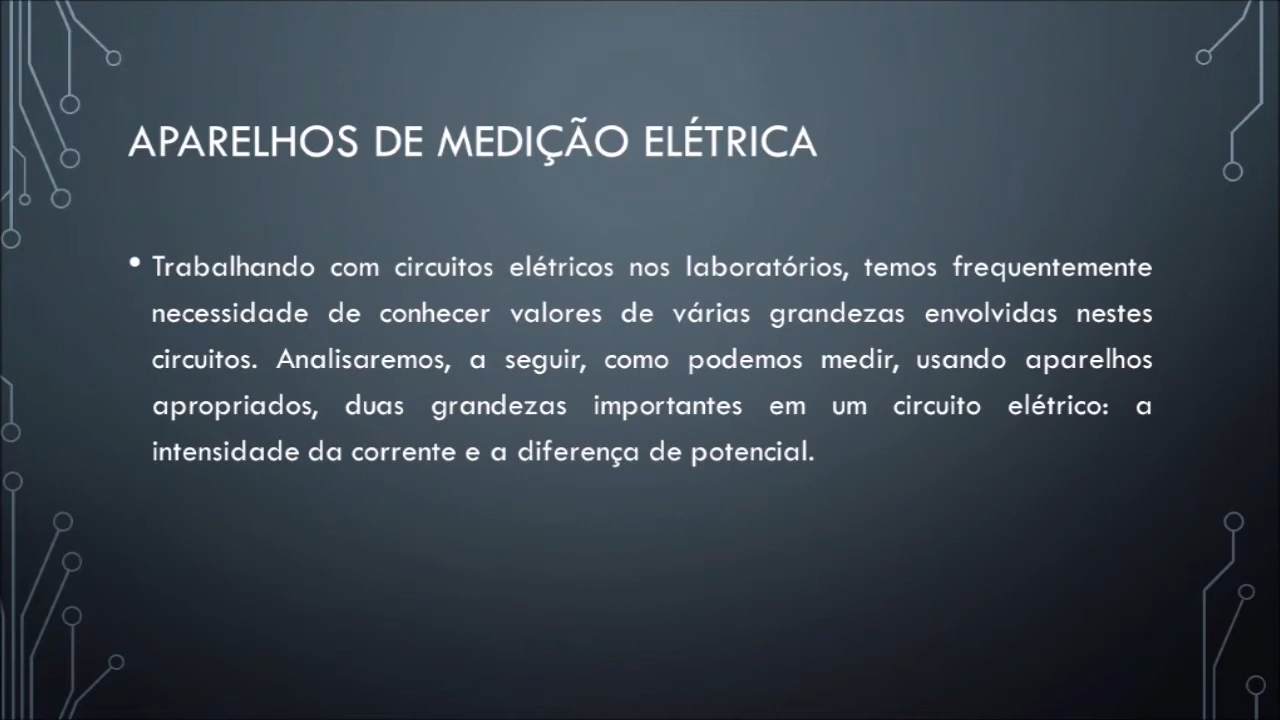 APARELHOS DE MEDIÇÃO ELÉTRICA
• Trabalhando com circuitos elétricos nos laboratórios, temos frequentemente
necessidade de conhecer valores de várias grandezas envolvidas nestes
circuitos. Analisaremos, a seguir, como podemos medir, usando aparelhos
apropriados, duas grandezas importantes em um circuito elétrico: a
intensidade da corrente e a diferença de potencial.